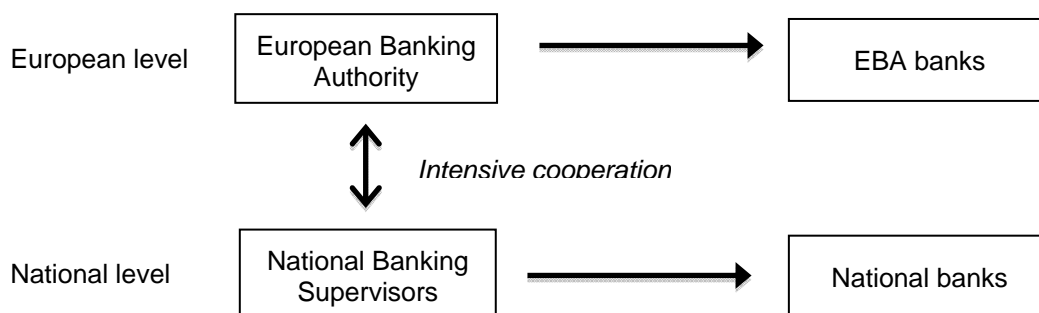 European level
European Banking
Authority
EBA banks
Intensive cooperation
National level
National Banking
Supervisors
National banks